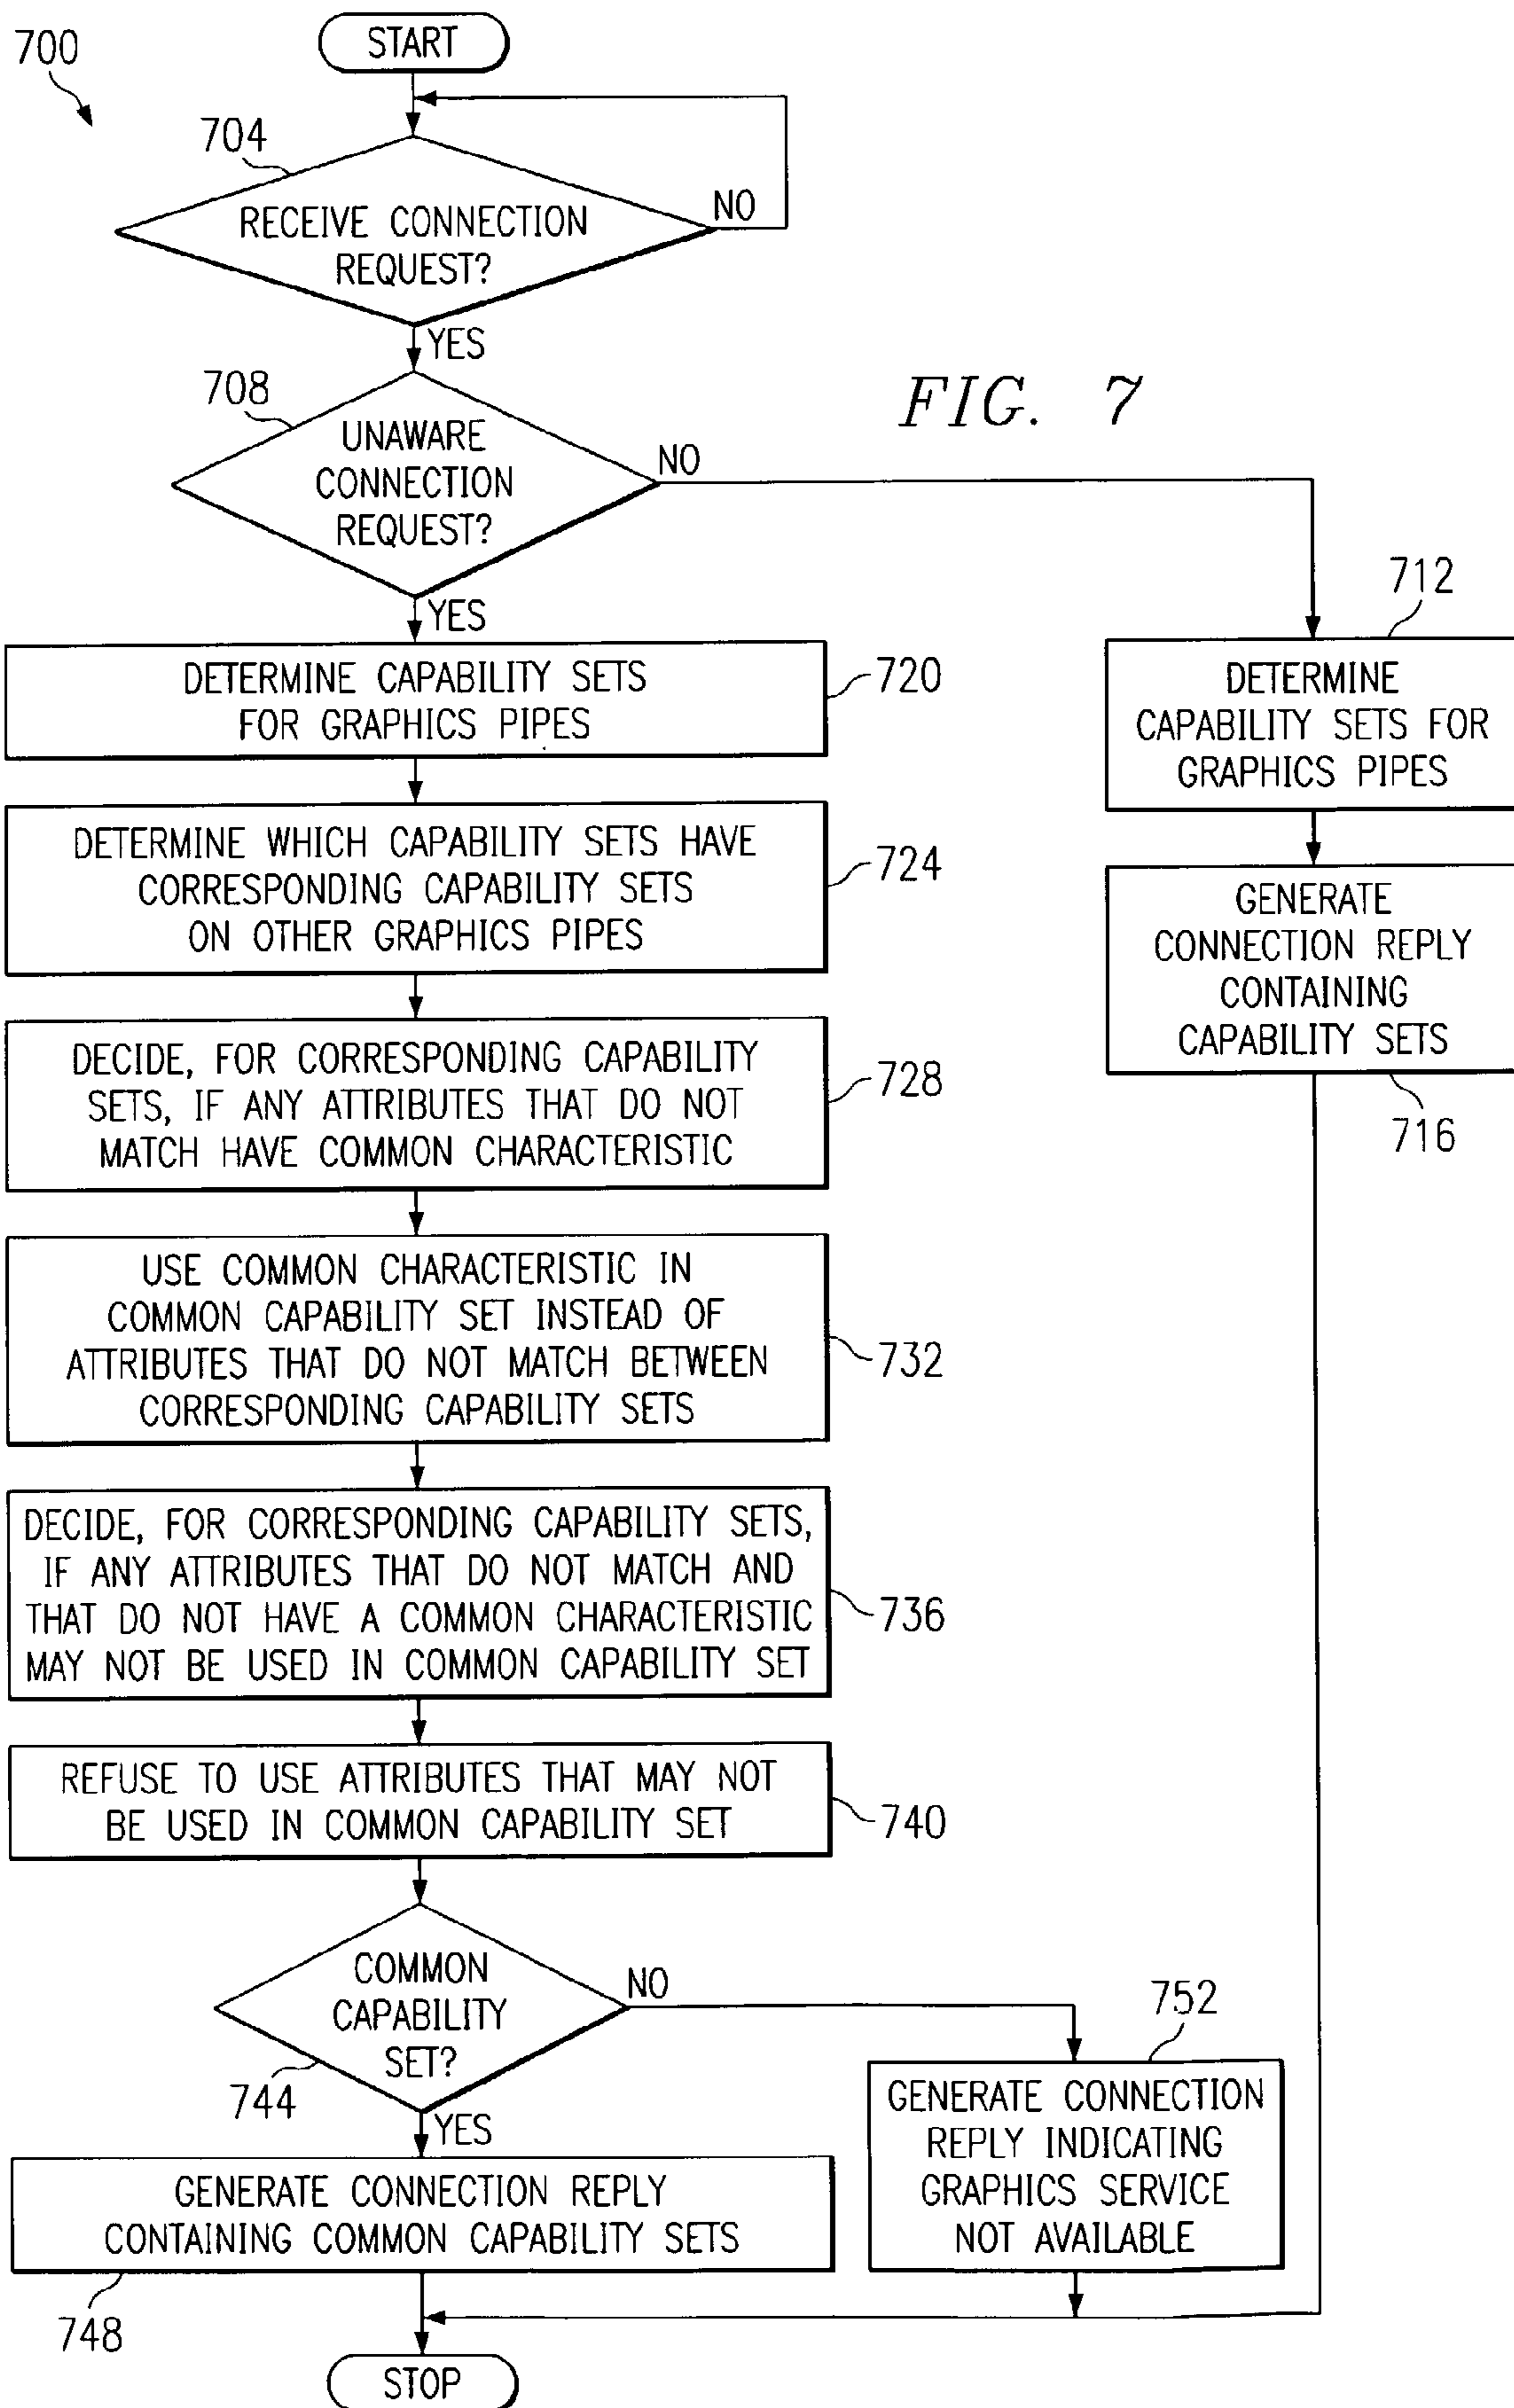 700
START
704
RECEIVE CONNECTION
REQUEST?
NO
YES
FIG. 7
708
UNAWARE
CONNECTION
REQUEST?
NO
YES
712
DETERMINE
CAPABILITY SETS FOR
GRAPHICS PIPES
GENERATE
CONNECTION REPLY
CONTAINING
CAPABILITY SETS
716
DETERMINE CAPABILITY SETS
FOR GRAPHICS PIPES
720
DETERMINE WHICH CAPABILITY SETS HAVE
CORRESPONDING CAPABILITY SETS
ON OTHER GRAPHICS PIPES
724
DECIDE, FOR CORRESPONDING CAPABILITY
SETS, IF ANY ATTRIBUTES THAT DO NOT
MATCH HAVE COMMON CHARACTERISTIC
728
USE COMMON CHARACTERISTIC IN
COMMON CAPABILITY SET INSTEAD OF
ATTRIBUTES THAT DO NOT MATCH BETWEEN
CORRESPONDING CAPABILITY SETS
732
DECIDE, FOR CORRESPONDING CAPABILITY SETS,
IF ANY ATTRIBUTES THAT DO NOT MATCH AND
THAT DO NOT HAVE A COMMON CHARACTERISTIC
MAY NOT BE USED IN COMMON CAPABILITY SET
736
REFUSE TO USE ATTRIBUTES THAT MAY NOT
BE USED IN COMMON CAPABILITY SET
740
COMMON
CAPABILITY
SET?
744
NO
YES
752
GENERATE CONNECTION
REPLY INDICATING
GRAPHICS SERVICE
NOT AVAILABLE
GENERATE CONNECTION REPLY
CONTAINING COMMON CAPABILITY SETS
748
STOP